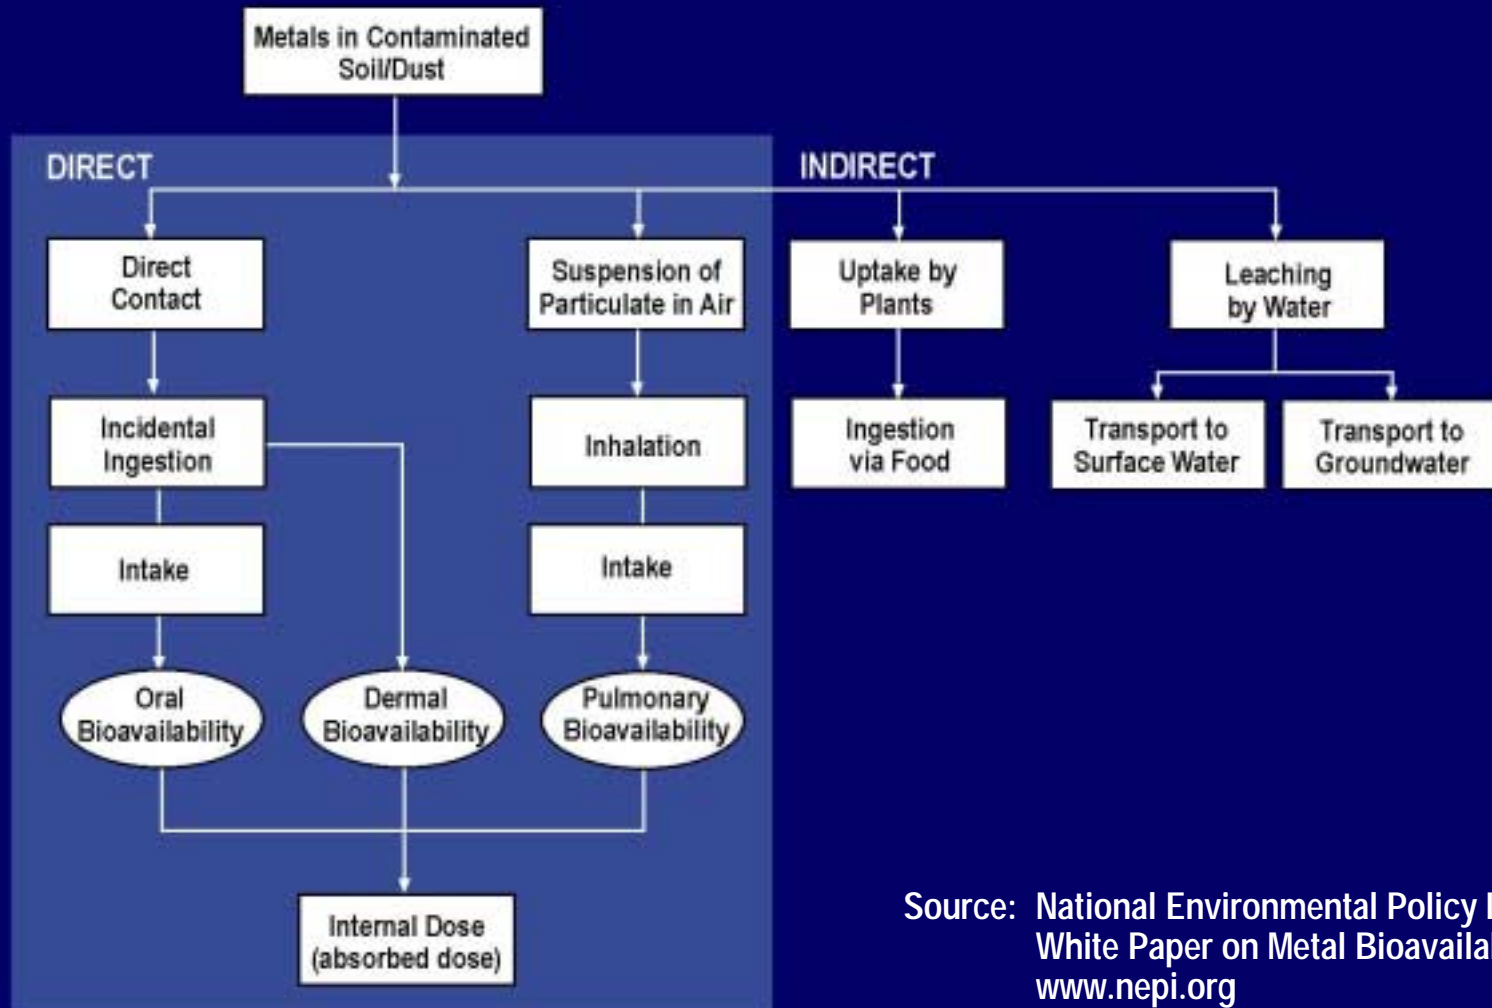 Metals in Contaminated
Soil/Dust
DIRECT
INDIRECT
Direct
Contact
Suspension of
Particulate in Air
Uptake by
Plants
Leaching
by Water
Incidental
Ingestion
Inhalation
Ingestion
via Food
Transport to
Surface Water
Transport to
Groundwater
Intake
Intake
Oral
Bioavailability
Dermal
Bioavailability
Pulmonary
Bioavailability
Internal Dose
(absorbed dose)
Source: National Environmental Policy
White Paper on Metal
www.nepi.org